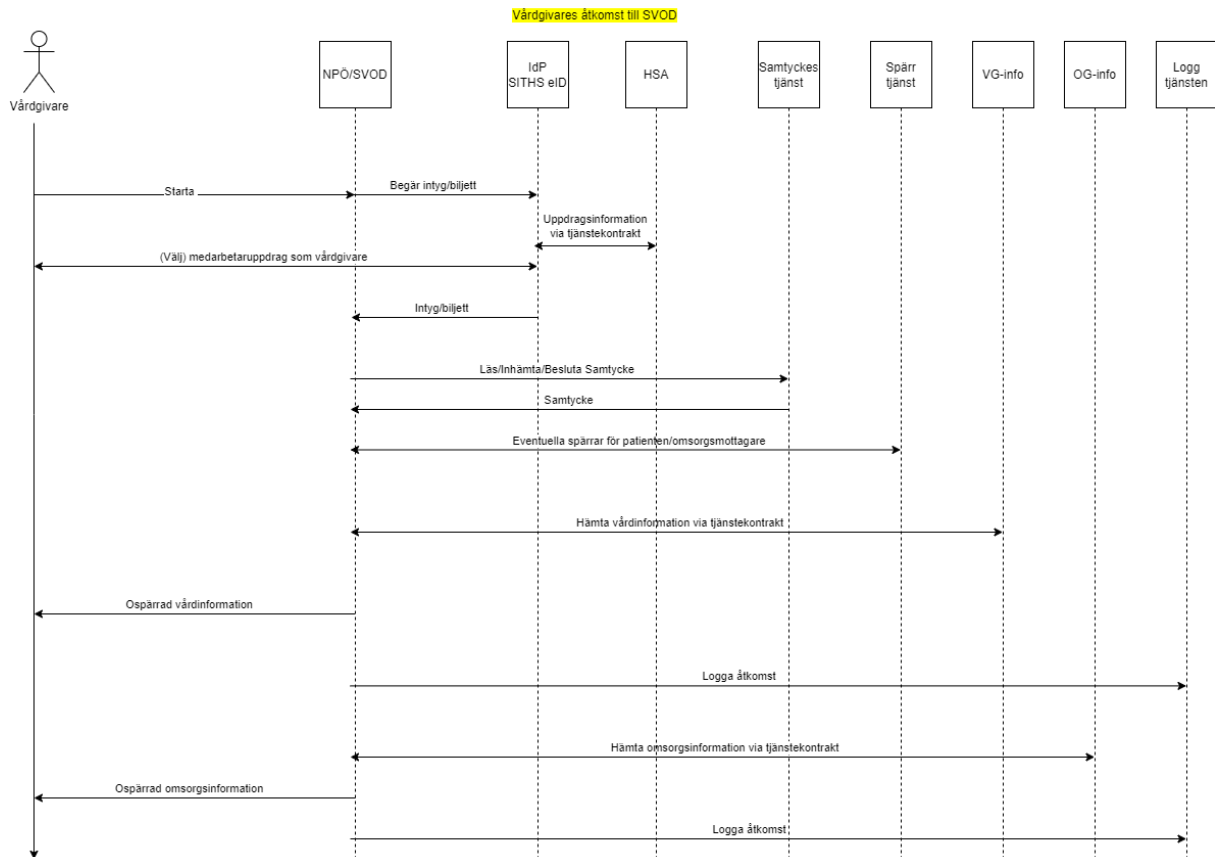 Vårdgivares åtkomst till SVOD
Vårdgivare
NPÖ/SVOD
IdP
SITHS eID
HSA
Samtyckes
tjänst
Spärr
tjänst
VG-info
OG-info
Logg
tjänsten
Starta
Begär intyg/biljett
Uppdragsinformation
via tjänstekontrakt
(Välj) medarbetaruppdrag som vårdgivare
Intyg/biljett
Läs/Inhämta/Besluta Samtycke
Samtycke
Eventuella spärrar för patienten/omsorgsmottagare
Hämta vårdinformation via tjänstekontrakt
Ospärrad vårdinformation
Logga åtkomst
Hämta omsorgsinformation via tjänstekontrakt
Ospärrad omsorgsinformation
Logga åtkomst